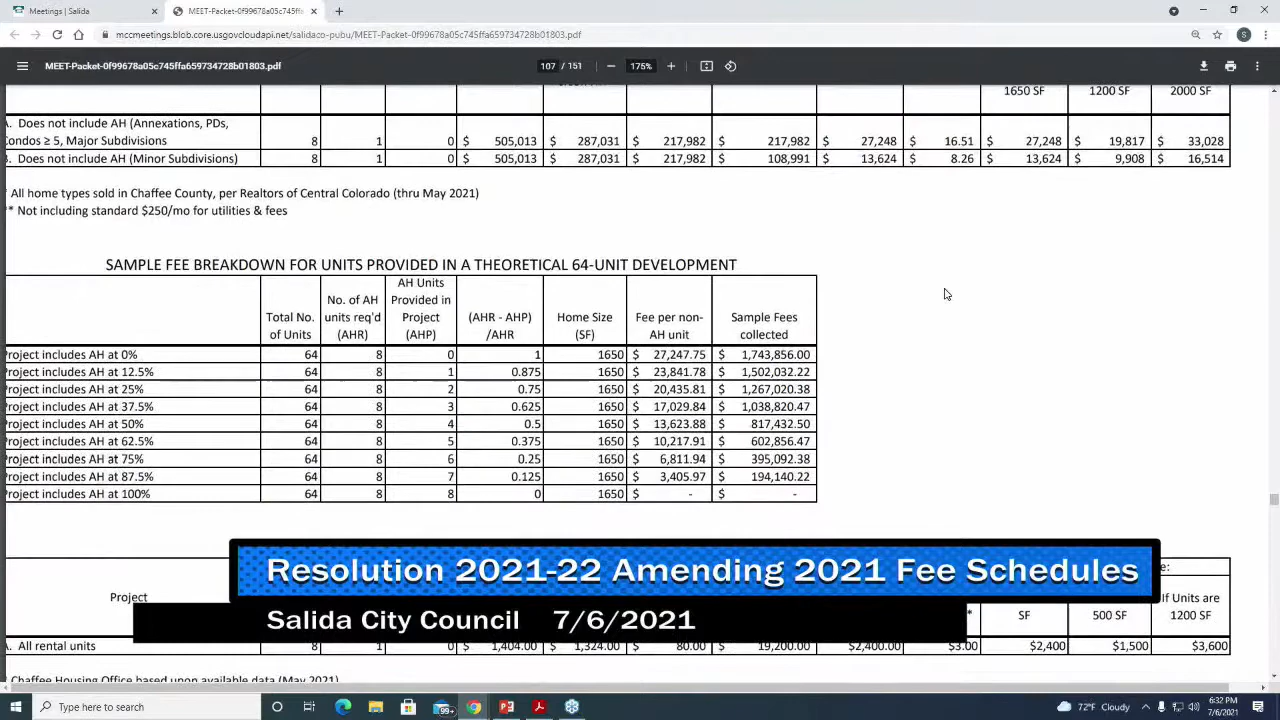 Meetings | Salida
MEET-Packet-0f99678a05c745ffa
mccmeetings.blob.core.usgovcloudapi.net/salidaco-pubu/MEET-Packet-0f99678a05c745ffa659734728b01803.pdf
S
MEET-Packet-0f99678a05c745ffa659734728b01803.pdf
107 / 151
175%
1650 SF 1200 SF 2000 SF
A. Does not include AH (Annexations, PDs,
Condos ≥ 5, Major Subdivisions 8 1 0 $ 505,013 $ 287,031 $ 217,982 $ 217,982 $ 27,248 $ 16.51 $ 27,248 $ 19,817 $ 33,028
B. Does not include AH (Minor Subdivisions) 8 1 0 $ 505,013 $ 287,031 $ 217,982 $ 108,991 $ 13,624 $ 8.26 $ 13,624 $ 9,908 $ 16,514
* All home types sold in Chaffee County, per Realtors of Central Colorado (thru May 2021)
** Not including standard $250/mo for utilities & fees
SAMPLE FEE BREAKDOWN FOR UNITS PROVIDED IN A THEORETICAL 64-UNIT DEVELOPMENT
Total No. of Units
No. of AH units req'd (AHR)
AH Units Provided in Project (AHP)
(AHR - AHP) /AHR
Home Size (SF)
Fee per non-AH unit
Sample Fees collected
Project includes AH at 0% 64 8 0 1 1650 $ 27,247.75 $ 1,743,856.00
Project includes AH at 12.5% 64 8 1 0.875 1650 $ 23,841.78 $ 1,502,032.22
Project includes AH at 25% 64 8 2 0.75 1650 $ 20,435.81 $ 1,267,020.38
Project includes AH at 37.5% 64 8 3 0.625 1650 $ 17,029.84 $ 1,038,820.47
Project includes AH at 50% 64 8 4 0.5 1650 $ 13,623.88 $ 817,432.50
Project includes AH at 62.5% 64 8 5 0.375 1650 $ 10,217.91 $ 602,856.47
Project includes AH at 75% 64 8 6 0.25 1650 $ 6,811.94 $ 395,092.38
Project includes AH at 87.5% 64 8 7 0.125 1650 $ 3,405.97 $ 194,140.22
Project includes AH at 100% 64 8 8 0 1650 $ - $ -
Resolution 2021-22 Amending 2021 Fee Schedules
Salida City Council 7/6/2021
Project
SF
500 SF
If Units are 1200 SF
A. All rental units 8 1 0 $ 1,404.00 $ 1,324.00 $ 80.00 $ 19,200.00 $2,400.00 $3.00 $2,400 $1,500 $3,600
Chaffee Housing Office based upon available data (May 2021)
Type here to search
99+
72°F Cloudy
6:32 PM
7/6/2021